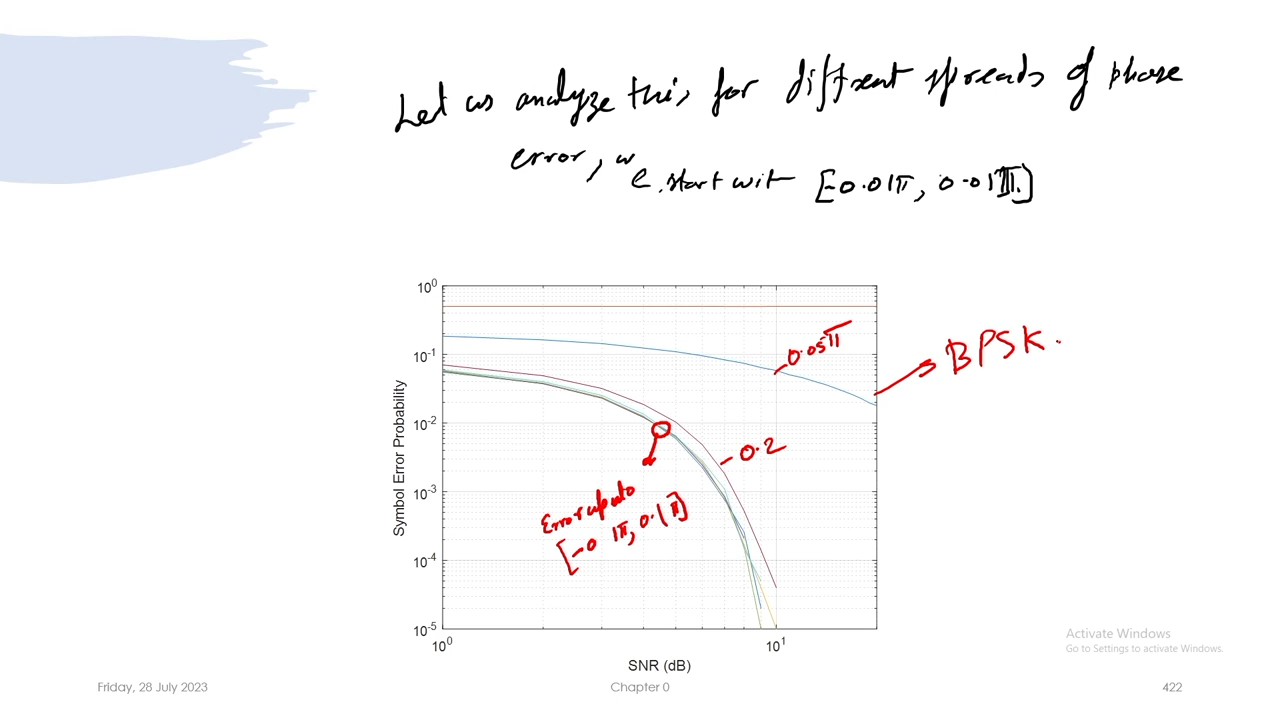 Let us analyze this for diffrent spreads of phase
error, we start with [-0.01π, 0.01π]
10^0
10^-1
10^-2
10^-3
10^-4
10^-5
Symbol Error Probability
0.05π
BPSK.
0.2
Error upto
[-0.1π, 0.1π]
10^0
10^1
SNR (dB)
Activate Windows
Go to Settings to activate Windows.
Friday, 28 July 2023
Chapter 0
422